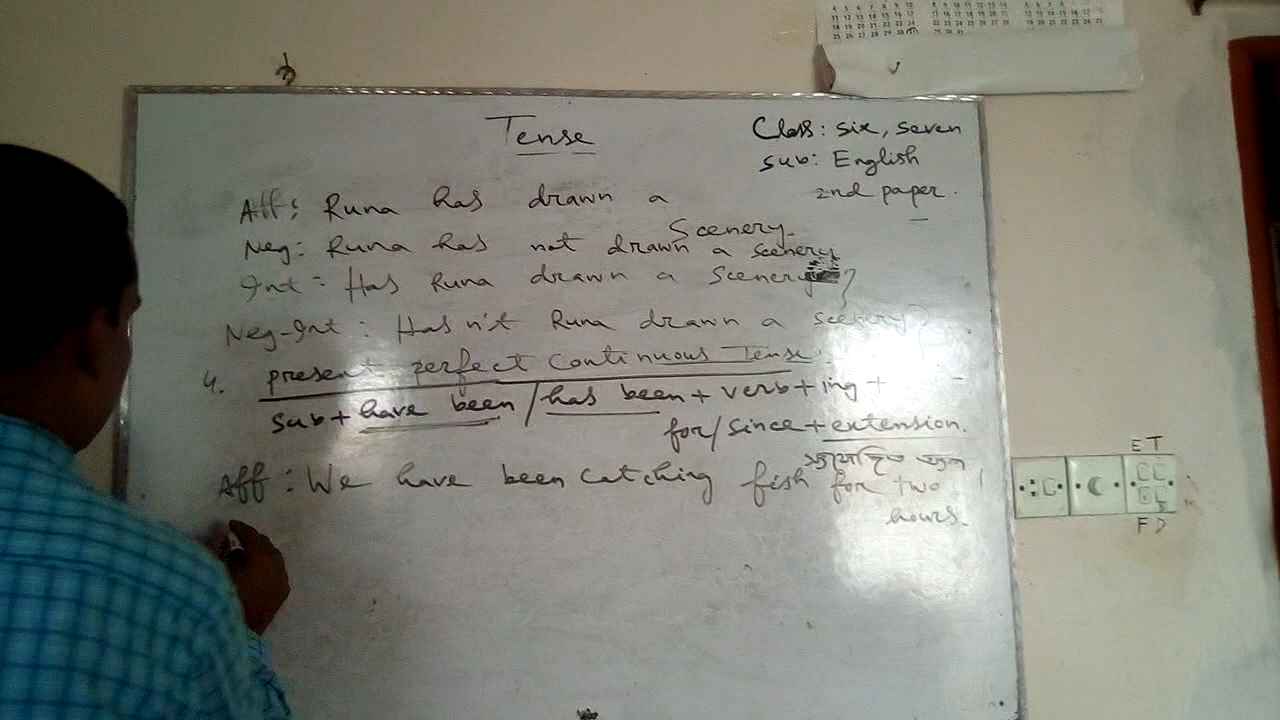 Tense
Class: six, seven
sub: English
2nd paper.
Aff: Runa has drawn a
Scenery.
Neg: Runa has not drawn a scenery
Int: Has Runa drawn a Scenery?
Neg-Int: Hasn't Runa drawn a scenery?
4. present perfect Continuous Tense:
Sub + have been / has been + verb + ing +
for/since + extension.
Aff: We have been catching fish for two
hours.
E T
F D